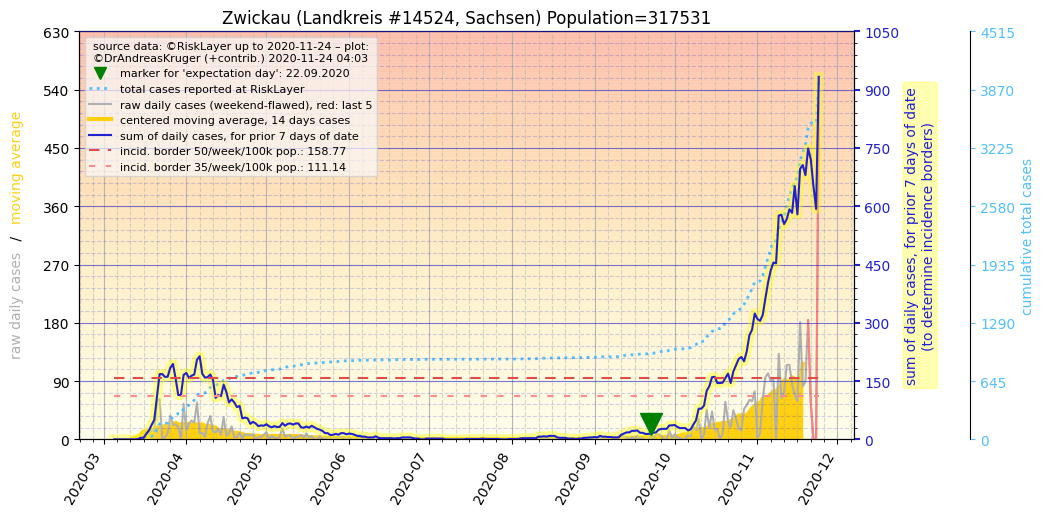 Zwickau (Landkreis #14524, Sachsen) Population=317531
source data: ©RiskLayer up to 2020-11-24 – plot:
©DrAndreasKruger (+contrib.) 2020-11-24 04:03
marker for 'expectation day': 22.09.2020
total cases reported at RiskLayer
raw daily cases (weekend-flawed), red: last 5
centered moving average, 14 days cases
sum of daily cases, for prior 7 days of date
incid. border 50/week/100k pop.: 158.77
incid. border 35/week/100k pop.: 111.14
raw daily cases / moving average
630
540
450
360
270
180
90
0
2020-03
2020-04
2020-05
2020-06
2020-07
2020-08
2020-09
2020-10
2020-11
2020-12
1050
900
750
600
450
300
150
0
sum of daily cases, for prior 7 days of date
(to determine incidence borders)
4515
3870
3225
2580
1935
1290
645
0
cumulative total cases